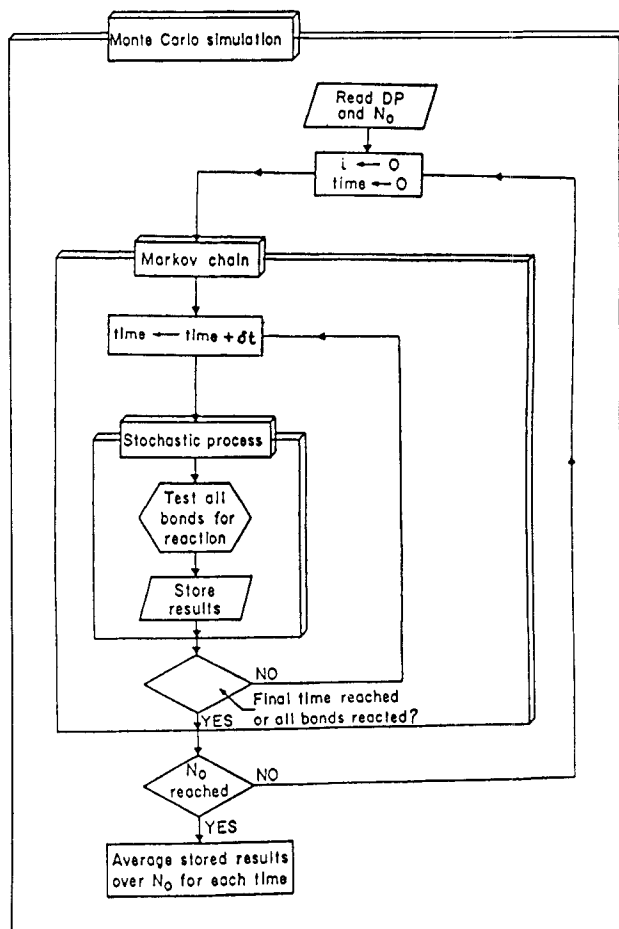 Monte Carlo simulation
Read DP
and N₀
i ← 0
time ← 0
Markov chain
time ← time + δt
Stochastic process
Test all
bonds for
reaction
Store
results
NO
Final time reached
or all bonds reacted?
YES
N₀
reached
NO
YES
Average stored results
over N₀ for each time